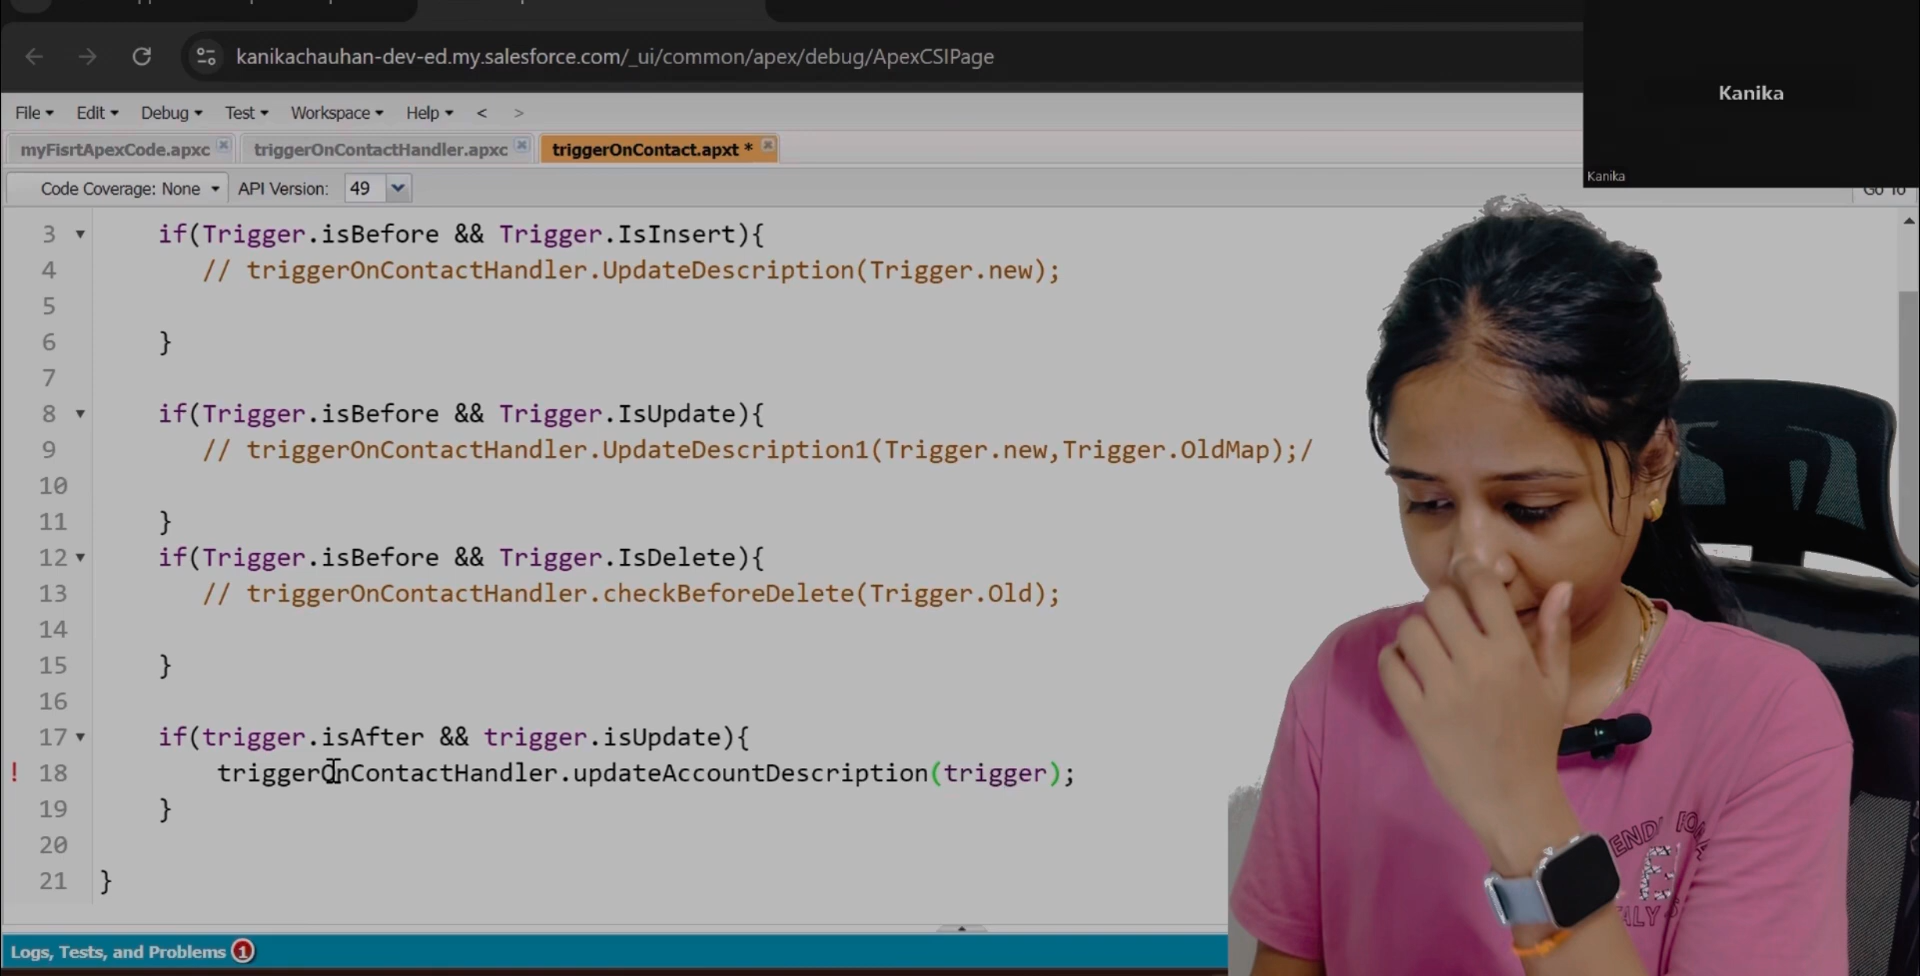 kanikachauhan-dev-ed.my.salesforce.com/_ui/common/apex/debug/ApexCSIPage
Kanika
Kanika
File Edit Debug Test Workspace Help < >
myFisrtApexCode.apxc triggerOnContactHandler.apxc triggerOnContact.apxt *
Code Coverage: None API Version: 49 Go To
3 if(Trigger.isBefore && Trigger.IsInsert){
4 // triggerOnContactHandler.UpdateDescription(Trigger.new);
5
6 }
7
8 if(Trigger.isBefore && Trigger.IsUpdate){
9 // triggerOnContactHandler.UpdateDescription1(Trigger.new,Trigger.OldMap);/
10
11 }
12 if(Trigger.isBefore && Trigger.IsDelete){
13 // triggerOnContactHandler.checkBeforeDelete(Trigger.Old);
14
15 }
16
17 if(trigger.isAfter && trigger.isUpdate){
! 18 triggerOnContactHandler.updateAccountDescription(trigger);
19 }
20
21 }
Logs, Tests, and Problems 1